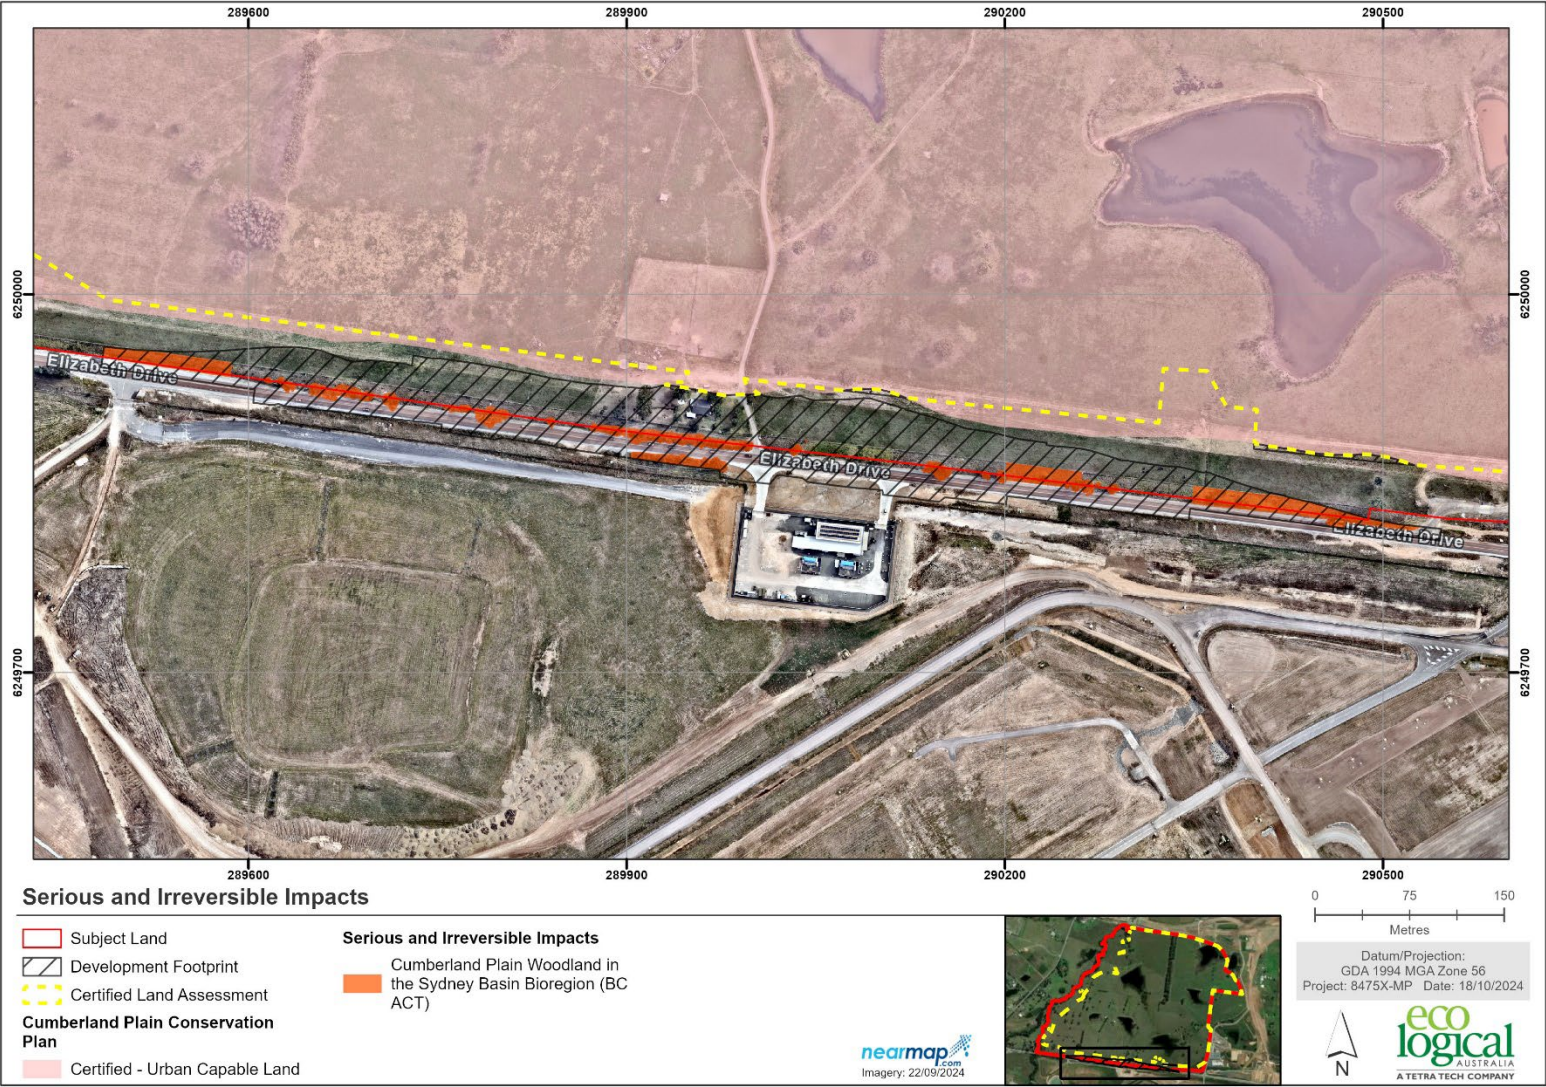 289600
289900
290200
290500
6250000
6250000
Elizabeth Drive
Elizabeth Drive
Elizabeth Drive
6249700
6249700
289600
289900
290200
290500
Serious and Irreversible Impacts
Subject Land
Development Footprint
Certified Land Assessment
Cumberland Plain Conservation
Plan
Certified - Urban Capable Land
Serious and Irreversible Impacts
Cumberland Plain Woodland in
the Sydney Basin Bioregion (BC
ACT)
nearmap
.com
Imagery: 22/09/2024
0 75 150
Metres
Datum/Projection:
GDA 1994 MGA Zone 56
Project: 8475X-MP Date: 18/10/2024
N
eco
logical
AUSTRALIA
A TETRA TECH COMPANY